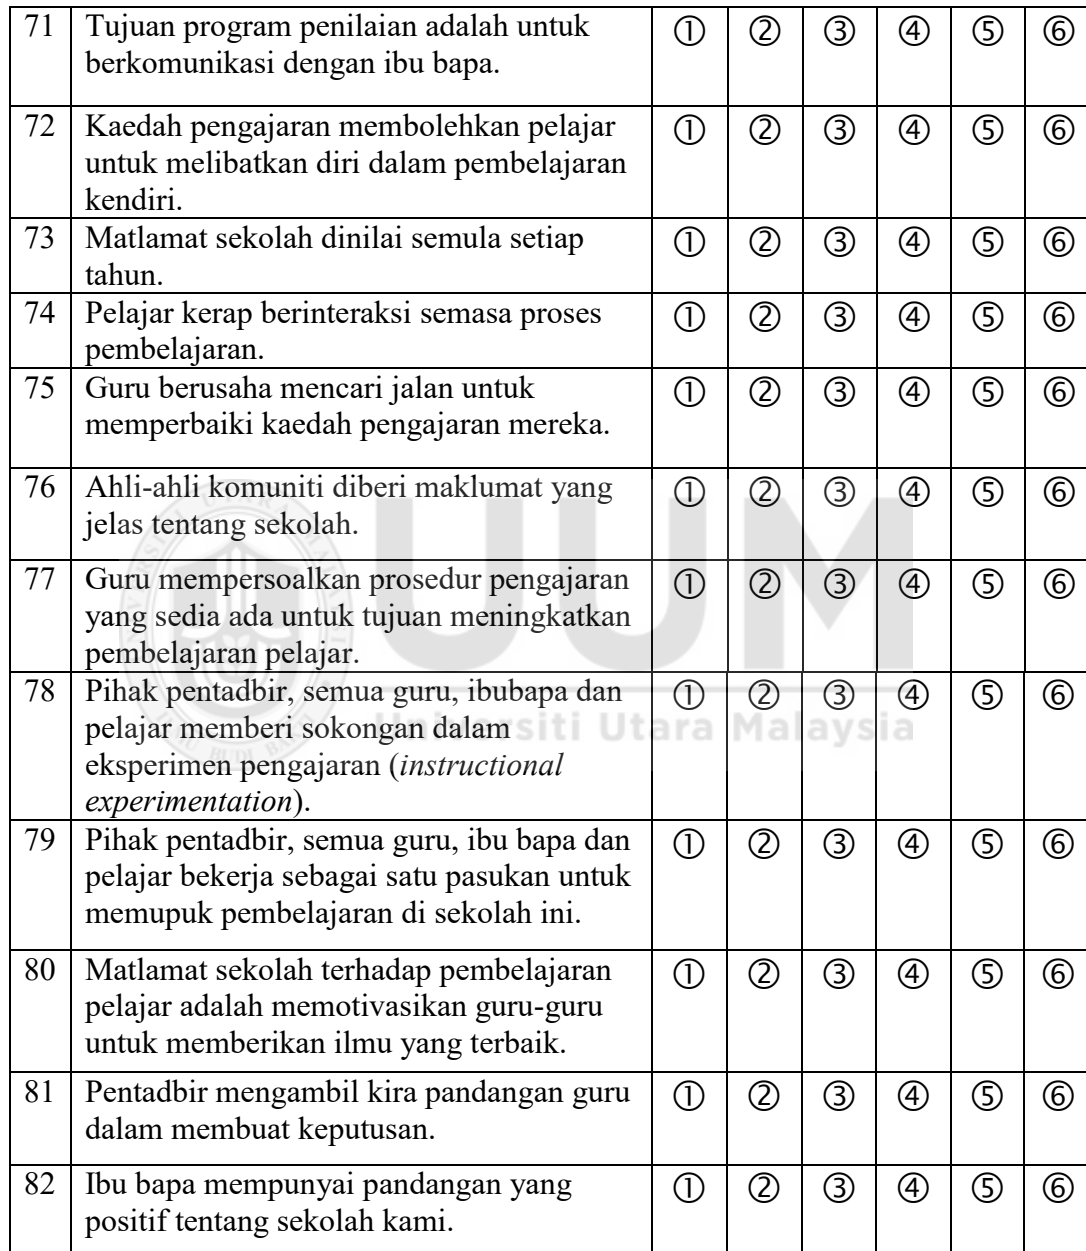 71 Tujuan program penilaian adalah untuk ① ② ③ ④ ⑤ ⑥
berkomunikasi dengan ibu bapa.
72 Kaedah pengajaran membolehkan pelajar ① ② ③ ④ ⑤ ⑥
untuk melibatkan diri dalam pembelajaran
kendiri.
73 Matlamat sekolah dinilai semula setiap ① ② ③ ④ ⑤ ⑥
tahun.
74 Pelajar kerap berinteraksi semasa proses ① ② ③ ④ ⑤ ⑥
pembelajaran.
75 Guru berusaha mencari jalan untuk ① ② ③ ④ ⑤ ⑥
memperbaiki kaedah pengajaran mereka.
76 Ahli-ahli komuniti diberi maklumat yang ① ② ③ ④ ⑤ ⑥
jelas tentang sekolah.
UUM
77 Guru mempersoalkan prosedur pengajaran ① ② ③ ④ ⑤ ⑥
yang sedia ada untuk tujuan meningkatkan
pembelajaran pelajar.
78 Pihak pentadbir, semua guru, ibubapa dan ① ② ③ ④ ⑤ ⑥
pelajar memberi sokongan dalam
Universiti Utara Malaysia
eksperimen pengajaran (instructional
experimentation).
79 Pihak pentadbir, semua guru, ibu bapa dan ① ② ③ ④ ⑤ ⑥
pelajar bekerja sebagai satu pasukan untuk
memupuk pembelajaran di sekolah ini.
80 Matlamat sekolah terhadap pembelajaran ① ② ③ ④ ⑤ ⑥
pelajar adalah memotivasikan guru-guru
untuk memberikan ilmu yang terbaik.
81 Pentadbir mengambil kira pandangan guru ① ② ③ ④ ⑤ ⑥
dalam membuat keputusan.
82 Ibu bapa mempunyai pandangan yang ① ② ③ ④ ⑤ ⑥
positif tentang sekolah kami.